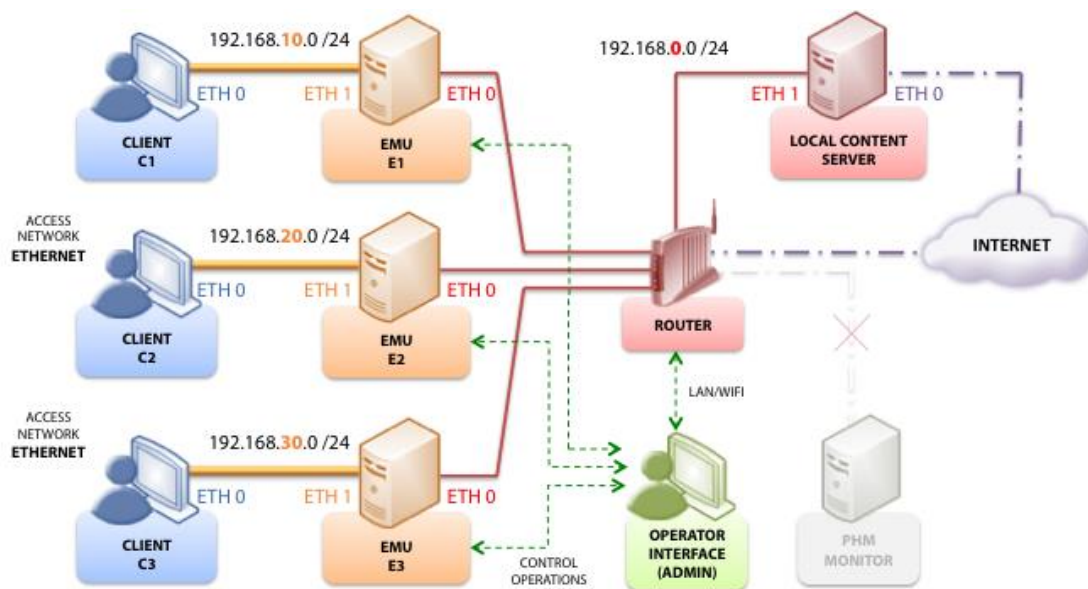 192.168.10.0 /24
ETH 0
ETH 1
ETH 0
CLIENT
C1
EMU
E1
192.168.0.0 /24
ETH 1
ETH 0
LOCAL CONTENT
SERVER
ACCESS
NETWORK
ETHERNET
192.168.20.0 /24
ETH 0
ETH 1
ETH 0
CLIENT
C2
EMU
E2
INTERNET
ROUTER
LAN/WIFI
ACCESS
NETWORK
ETHERNET
192.168.30.0 /24
ETH 0
ETH 1
ETH 0
CLIENT
C3
EMU
E3
CONTROL
OPERATIONS
OPERATOR
INTERFACE
(ADMIN)
PHM
MONITOR